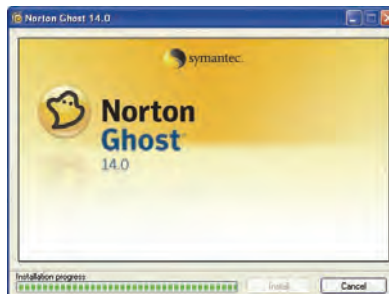 Norton Ghost 14.0
symantec.
Norton
Ghost
14.0
Installation progress
Install
Cancel